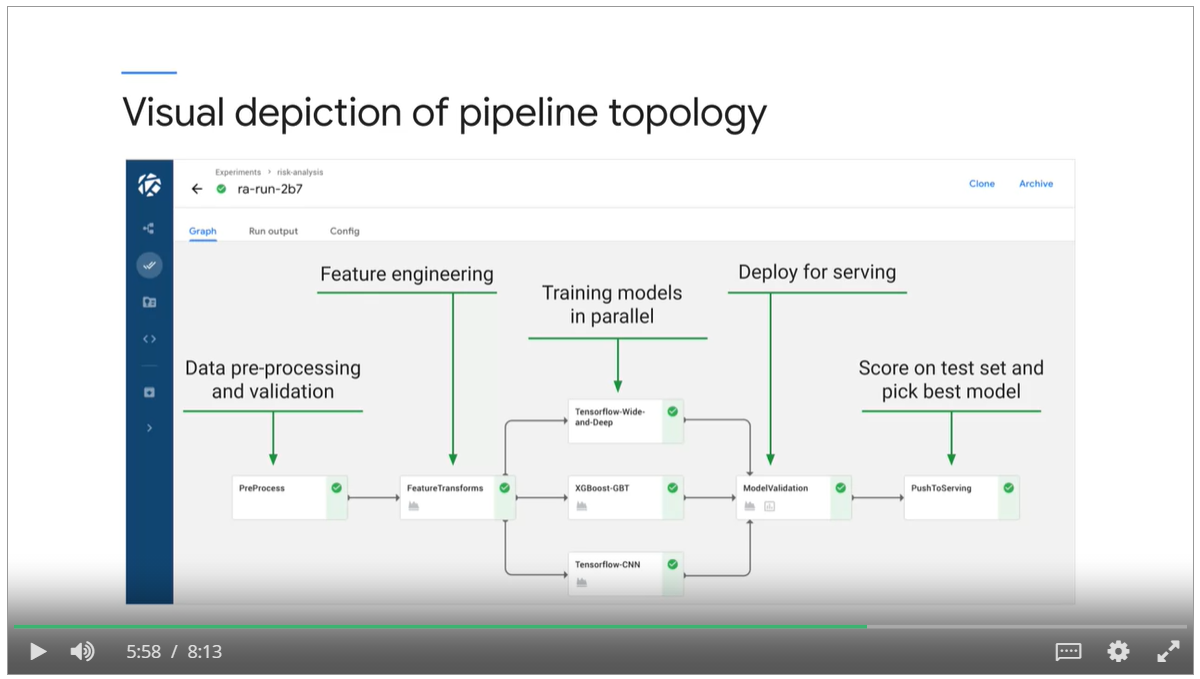 Visual depiction of pipeline topology
Experiments > risk-analysis
ra-run-2b7
Clone
Archive
Graph
Run output
Config
Feature engineering
Deploy for serving
Training models
in parallel
Data pre-processing
and validation
Score on test set and
pick best model
Tensorflow-Wide-
and-Deep
PreProcess
FeatureTransforms
XGBoost-GBT
ModelValidation
PushToServing
Tensorflow-CNN
5:58 / 8:13